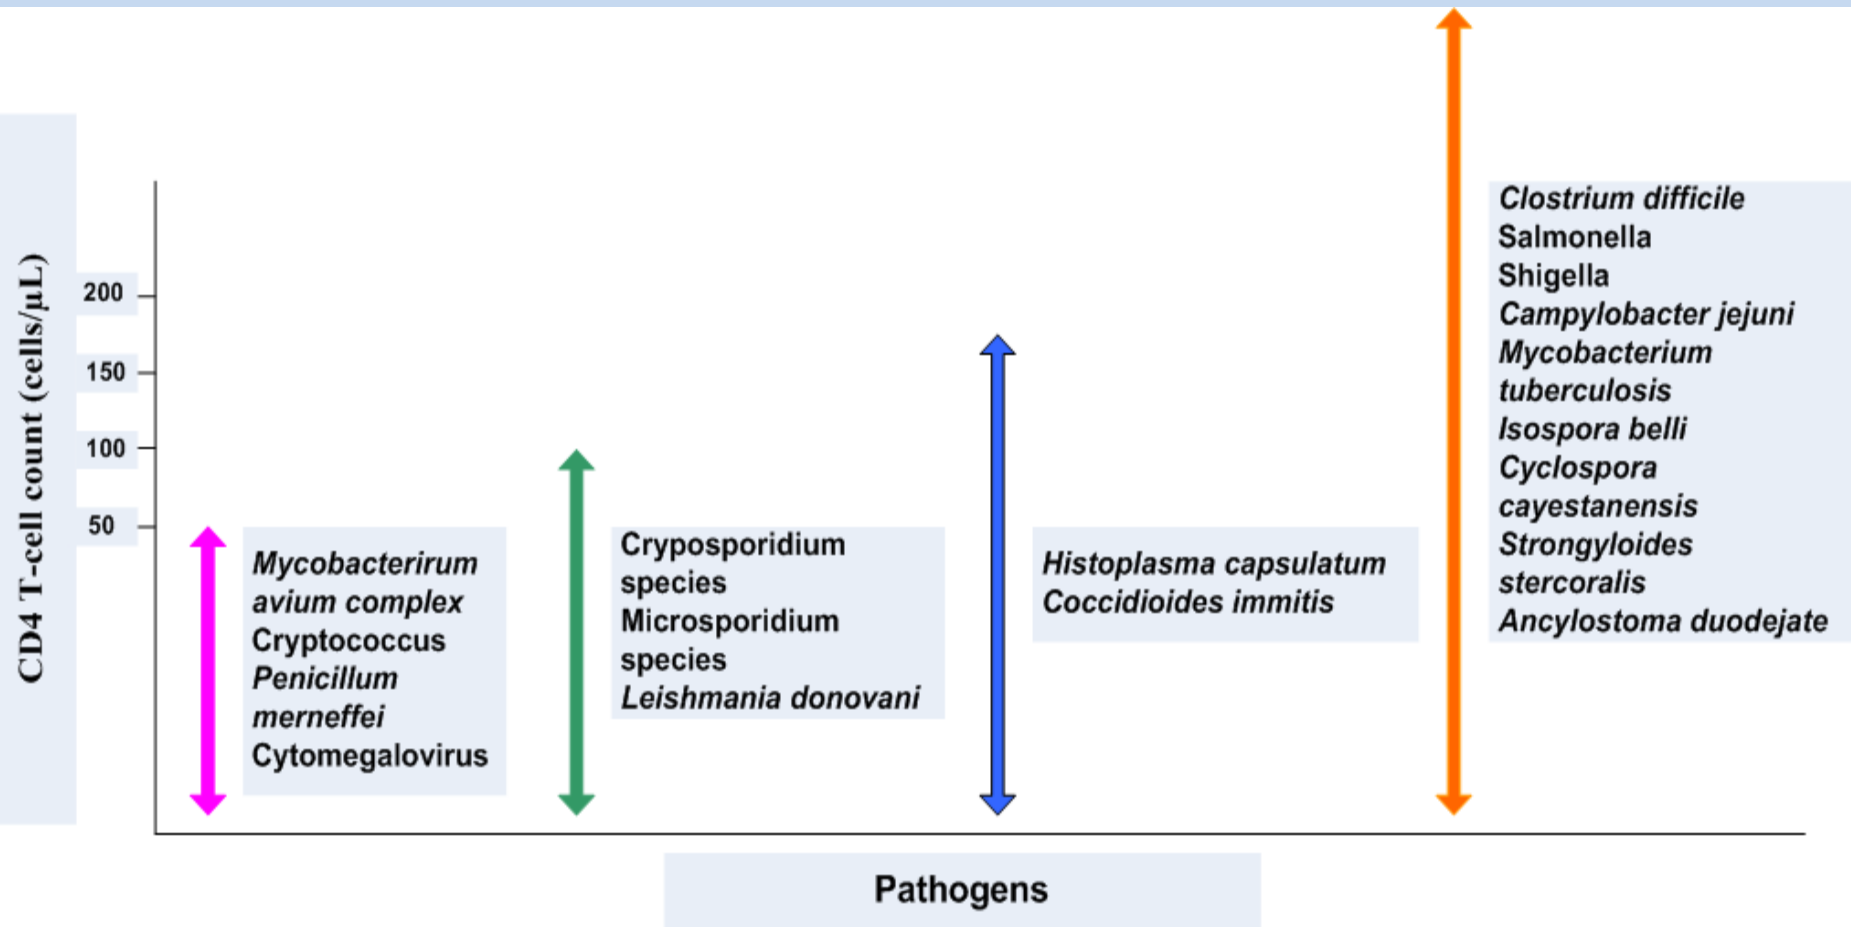 CD4 T-cell count (cells/µL)
200
150
100
50
Mycobacterirum
avium complex
Cryptococcus
Penicillum
merneffei
Cytomegalovirus
Cryposporidium
species
Microsporidium
species
Leishmania donovani
Histoplasma capsulatum
Coccidioides immitis
Clostrium difficile
Salmonella
Shigella
Campylobacter jejuni
Mycobacterium
tuberculosis
Isospora belli
Cyclospora
cayestanensis
Strongyloides
stercoralis
Ancylostoma duodejate
Pathogens